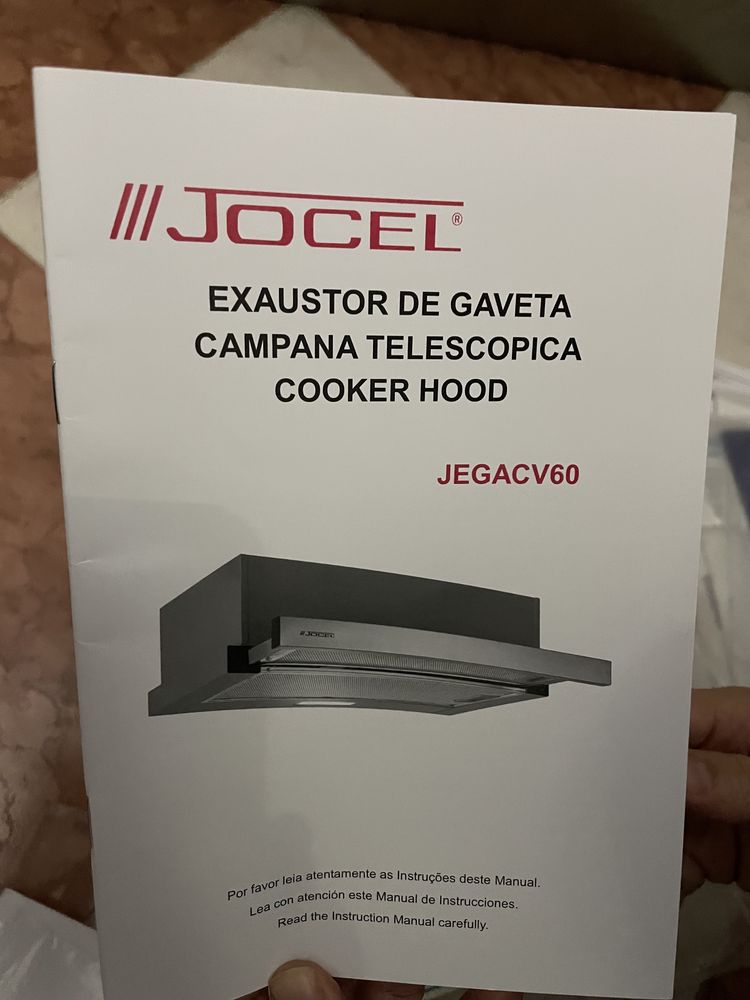 JOCEL®
EXAUSTOR DE GAVETA
CAMPANA TELESCOPICA
COOKER HOOD
JEGACV60
JOCEL
Por favor leia atentamente as Instruções deste Manual.
Lea con atención este Manual de Instrucciones.
Read the Instruction Manual carefully.